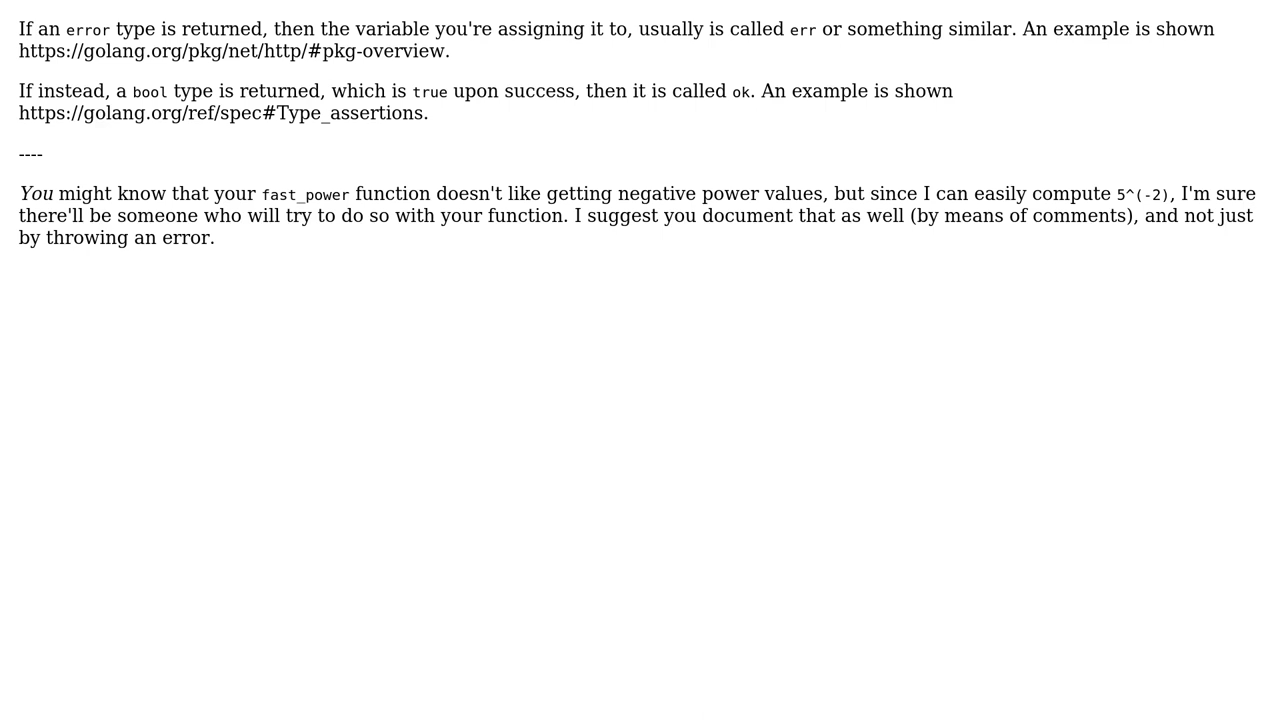 If an error type is returned, then the variable you're assigning it to, usually is called err or something similar. An example is shown
https://golang.org/pkg/net/http/#pkg-overview.
If instead, a bool type is returned, which is true upon success, then it is called ok. An example is shown
https://golang.org/ref/spec#Type_assertions.
----
You might know that your fast_power function doesn't like getting negative power values, but since I can easily compute 5^(-2), I'm sure
there'll be someone who will try to do so with your function. I suggest you document that as well (by means of comments), and not just
by throwing an error.